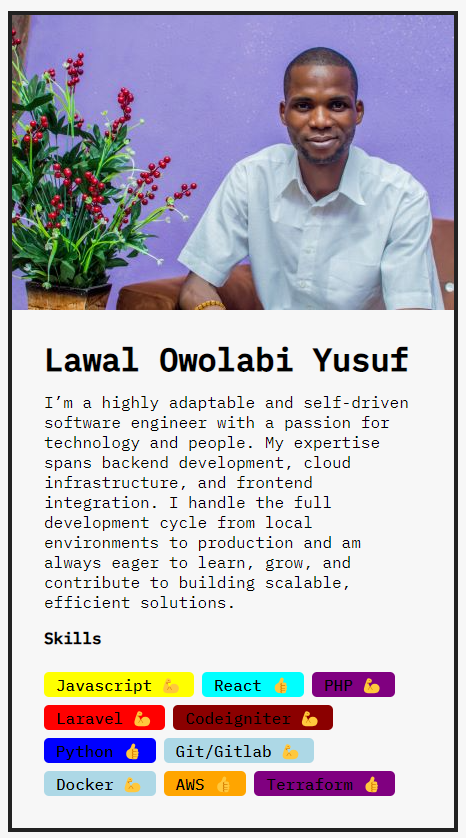 Lawal Owolabi Yusuf
I’m a highly adaptable and self-driven
software engineer with a passion for
technology and people. My expertise
spans backend development, cloud
infrastructure, and frontend
integration. I handle the full
development cycle from local
environments to production and am
always eager to learn, grow, and
contribute to building scalable,
efficient solutions.
Skills
Javascript 💪 React 👍 PHP 💪
Laravel 💪 Codeigniter 💪
Python 👍 Git/Gitlab 💪
Docker 💪 AWS 👍 Terraform 👍